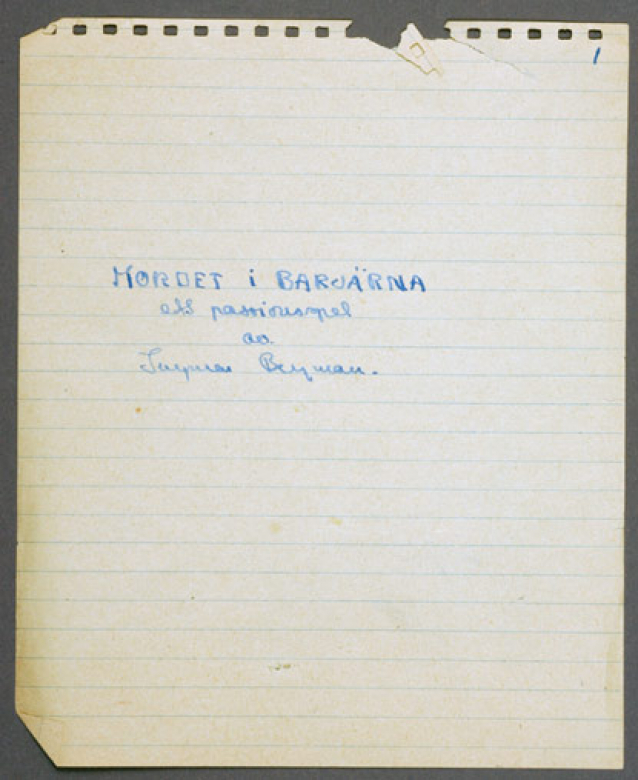 1
MORDET i BARJÄRNA
ett passionsspel
av
Ingmar Bergman.